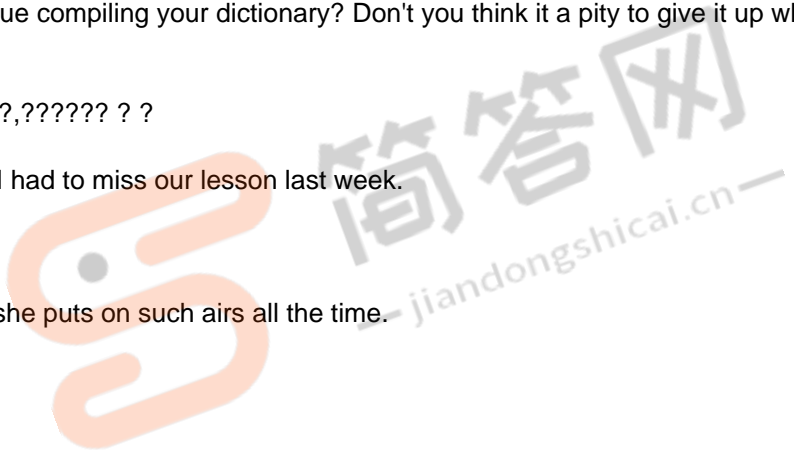 ue compiling your dictionary? Don't you think it a pity to give it up w
?,?????? ? ?
I had to miss our lesson last week.
she puts on such airs all the time.
简答网
jiandongshicai.cn